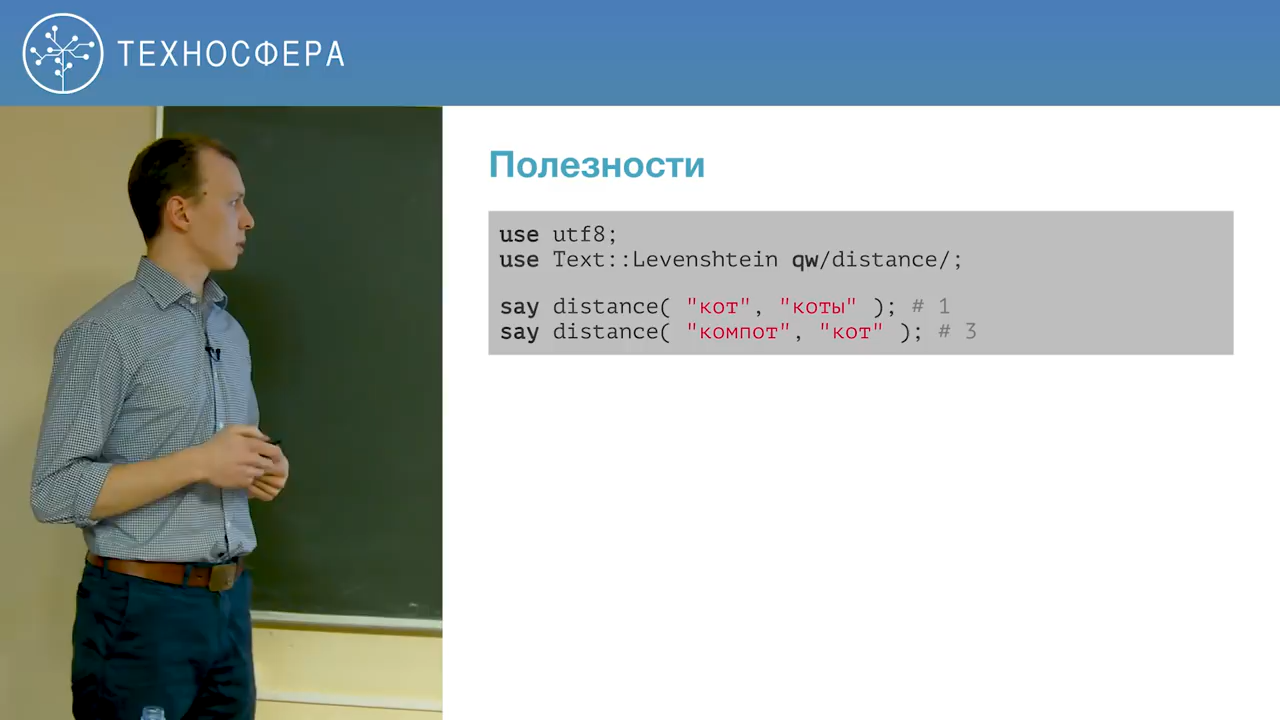 ТЕХНОСФЕРА
Полезности
use utf8;
use Text::Levenshtein qw/distance/;
say distance( "кот", "коты" ); # 1
say distance( "компот", "кот" ); # 3